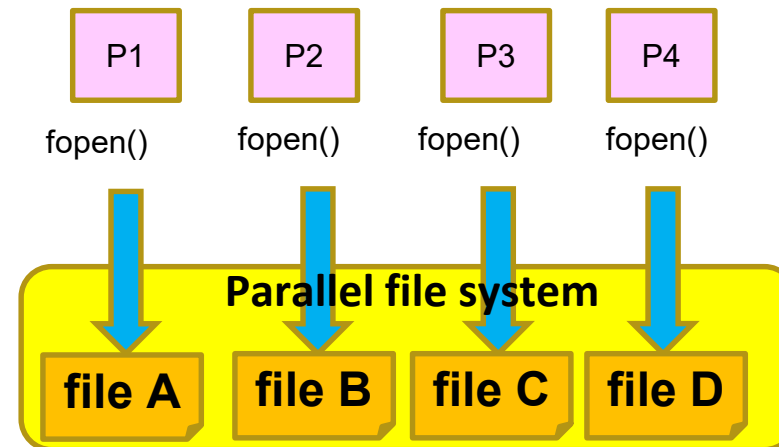 P1 P2 P3 P4
fopen() fopen() fopen() fopen()
Parallel file system
file A file B file C file D